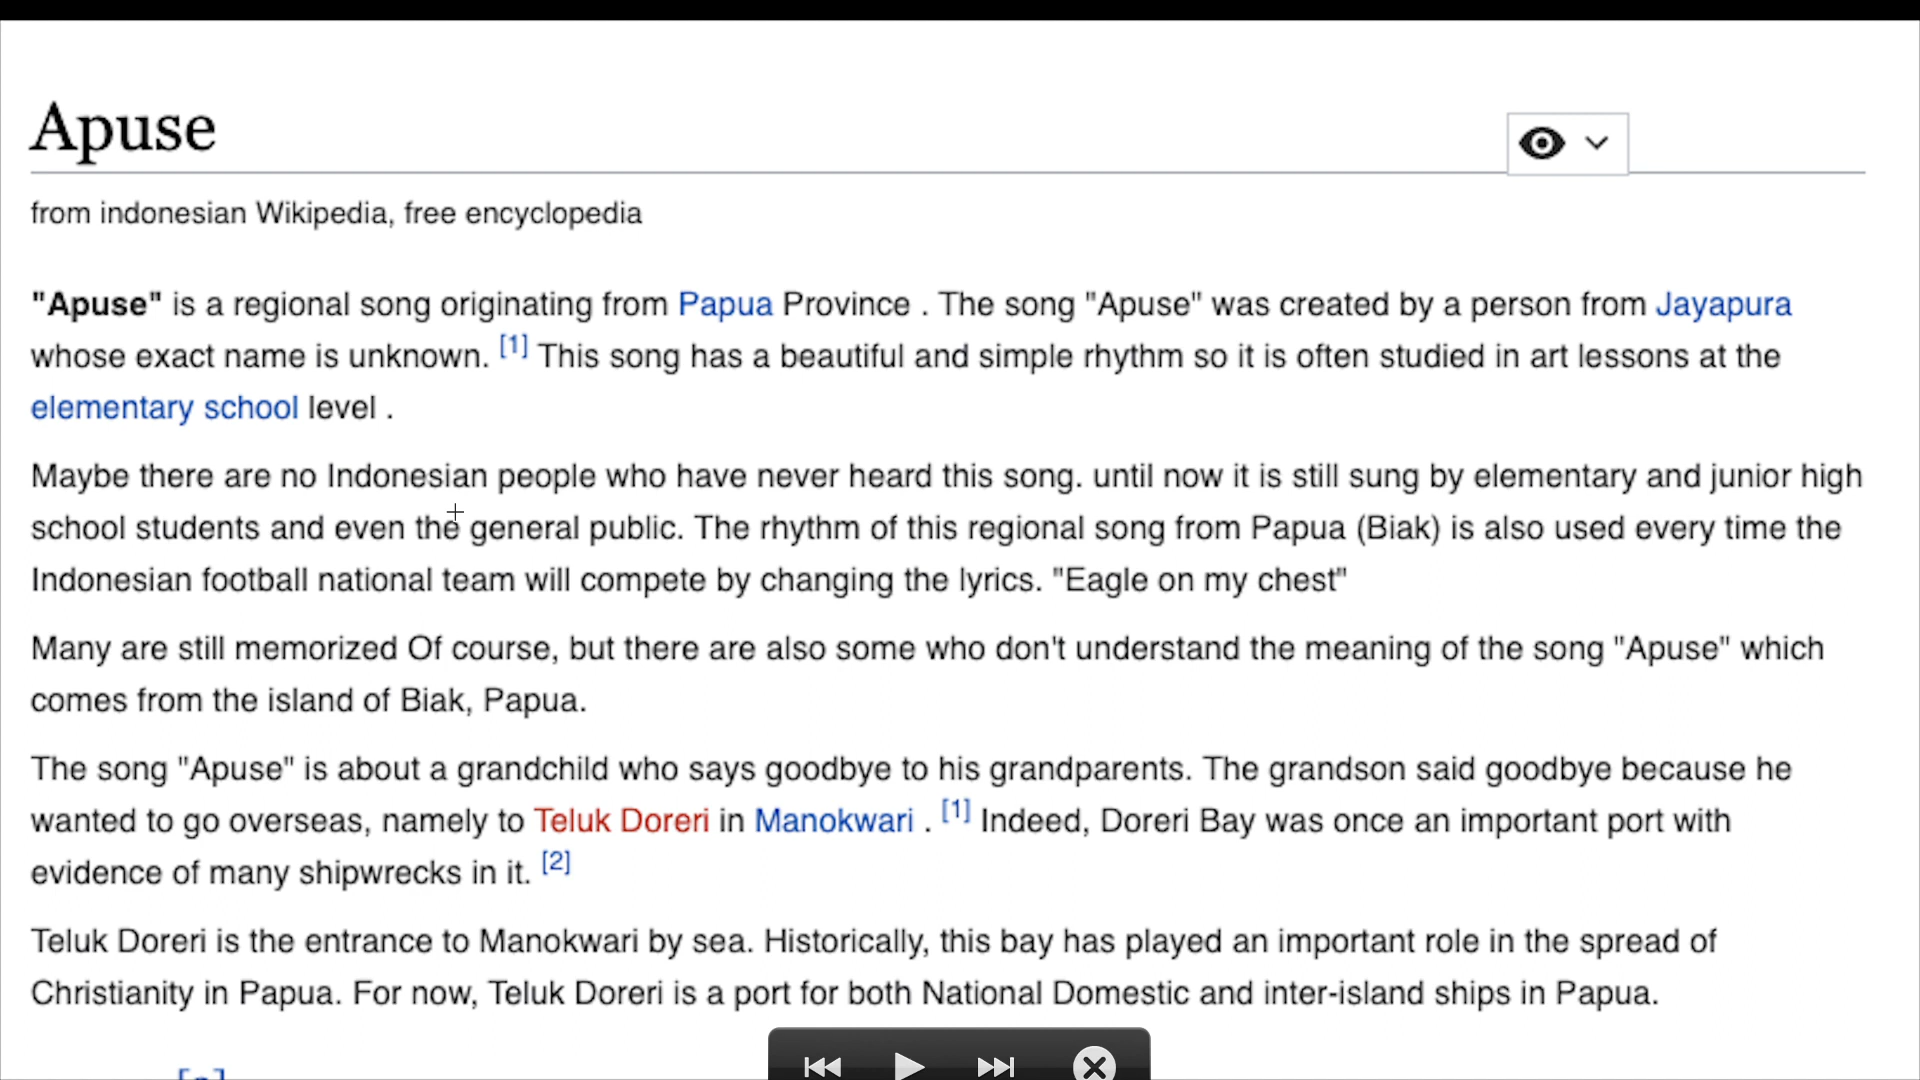 Apuse
from indonesian Wikipedia, free encyclopedia
"Apuse" is a regional song originating from Papua Province . The song "Apuse" was created by a person from Jayapura
whose exact name is unknown. [1] This song has a beautiful and simple rhythm so it is often studied in art lessons at the
elementary school level .
Maybe there are no Indonesian people who have never heard this song. until now it is still sung by elementary and junior high
school students and even the general public. The rhythm of this regional song from Papua (Biak) is also used every time the
Indonesian football national team will compete by changing the lyrics. "Eagle on my chest"
Many are still memorized Of course, but there are also some who don't understand the meaning of the song "Apuse" which
comes from the island of Biak, Papua.
The song "Apuse" is about a grandchild who says goodbye to his grandparents. The grandson said goodbye because he
wanted to go overseas, namely to Teluk Doreri in Manokwari . [1] Indeed, Doreri Bay was once an important port with
evidence of many shipwrecks in it. [2]
Teluk Doreri is the entrance to Manokwari by sea. Historically, this bay has played an important role in the spread of
Christianity in Papua. For now, Teluk Doreri is a port for both National Domestic and inter-island ships in Papua.